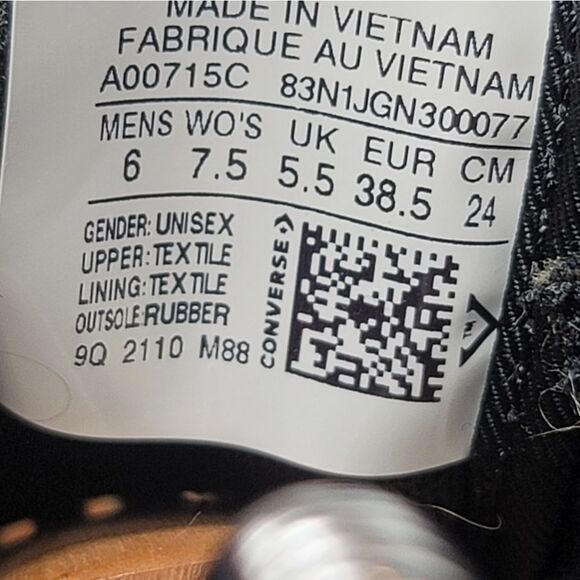 MADE IN VIETNAM
FABRIQUE AU VIETNAM
A00715C 83N1JGN300077
MENS WO'S UK EUR CM
6 7.5 5.5 38.5 24
GENDER: UNISEX
UPPER: TEXTILE
LINING: TEXTILE
OUTSOLE: RUBBER
9Q 2110 M88
CONVERSE